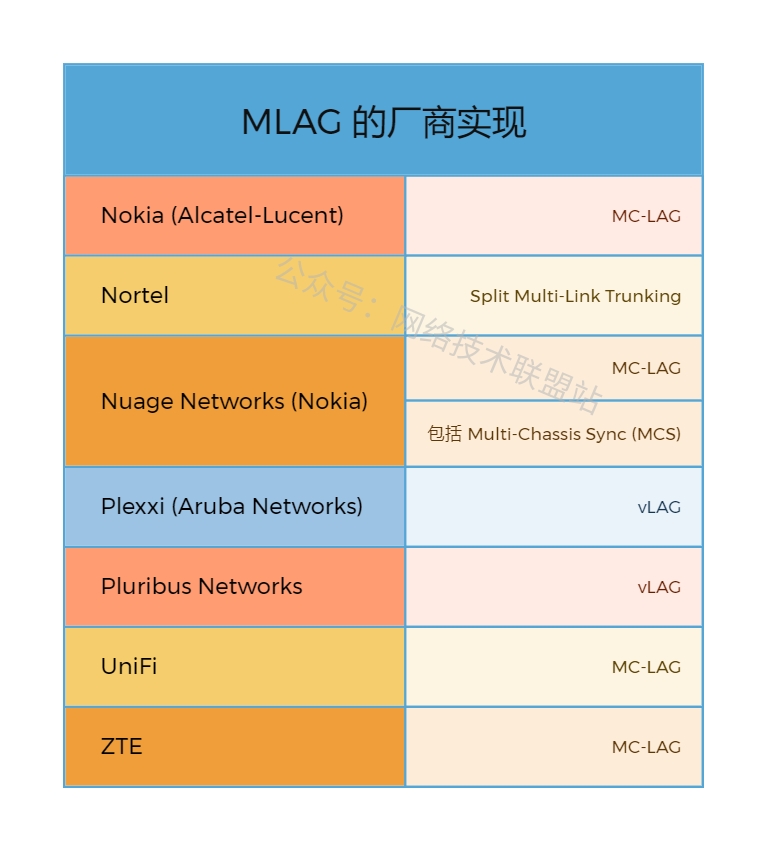 MLAG 的厂商实现
Nokia (Alcatel-Lucent)
MC-LAG
Nortel
Split Multi-Link Trunking
Nuage Networks (Nokia)
MC-LAG
包括 Multi-Chassis Sync (MCS)
Plexxi (Aruba Networks)
vLAG
Pluribus Networks
vLAG
UniFi
MC-LAG
ZTE
MC-LAG
公众号：网络技术联盟站